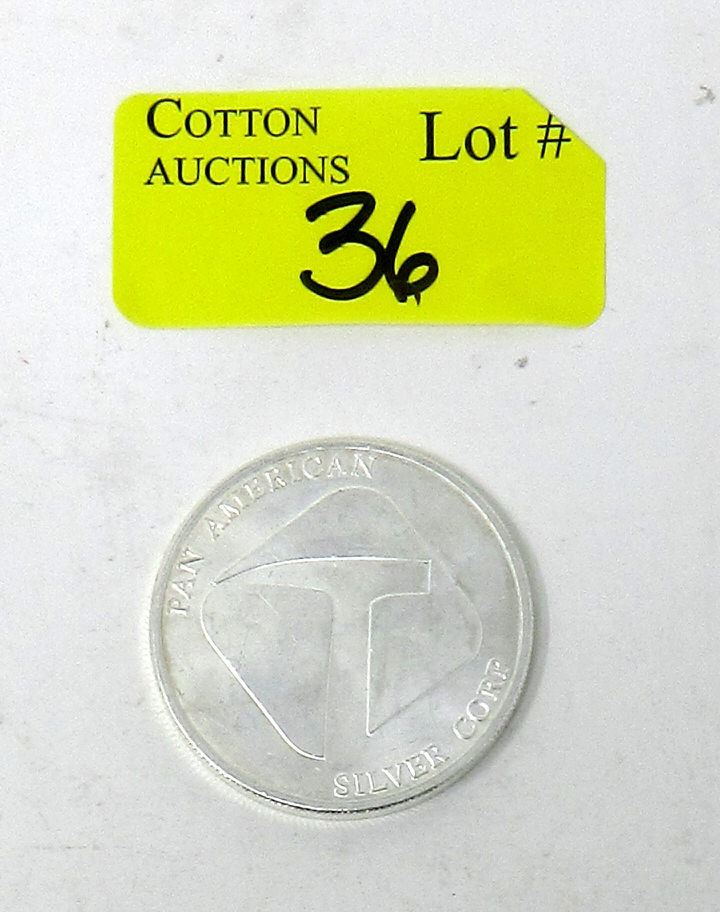 COTTON
AUCTIONS
Lot #
36
PAN AMERICAN
SILVER CORP